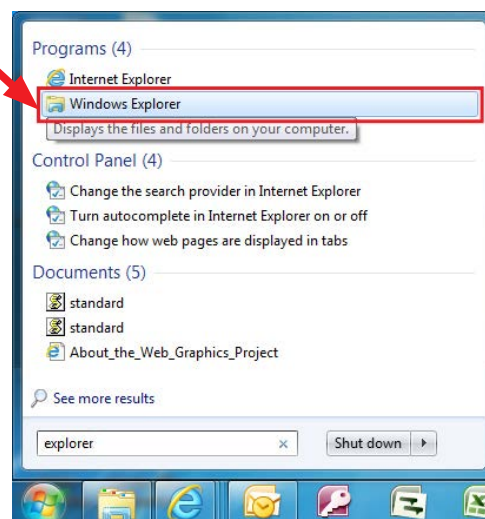 Programs (4)
Internet Explorer
Windows Explorer
Displays the files and folders on your computer.
Control Panel (4)
Change the search provider in Internet Explorer
Turn autocomplete in Internet Explorer on or off
Change how web pages are displayed in tabs
Documents (5)
standard
standard
About_the_Web_Graphics_Project
See more results
explorer
Shut down